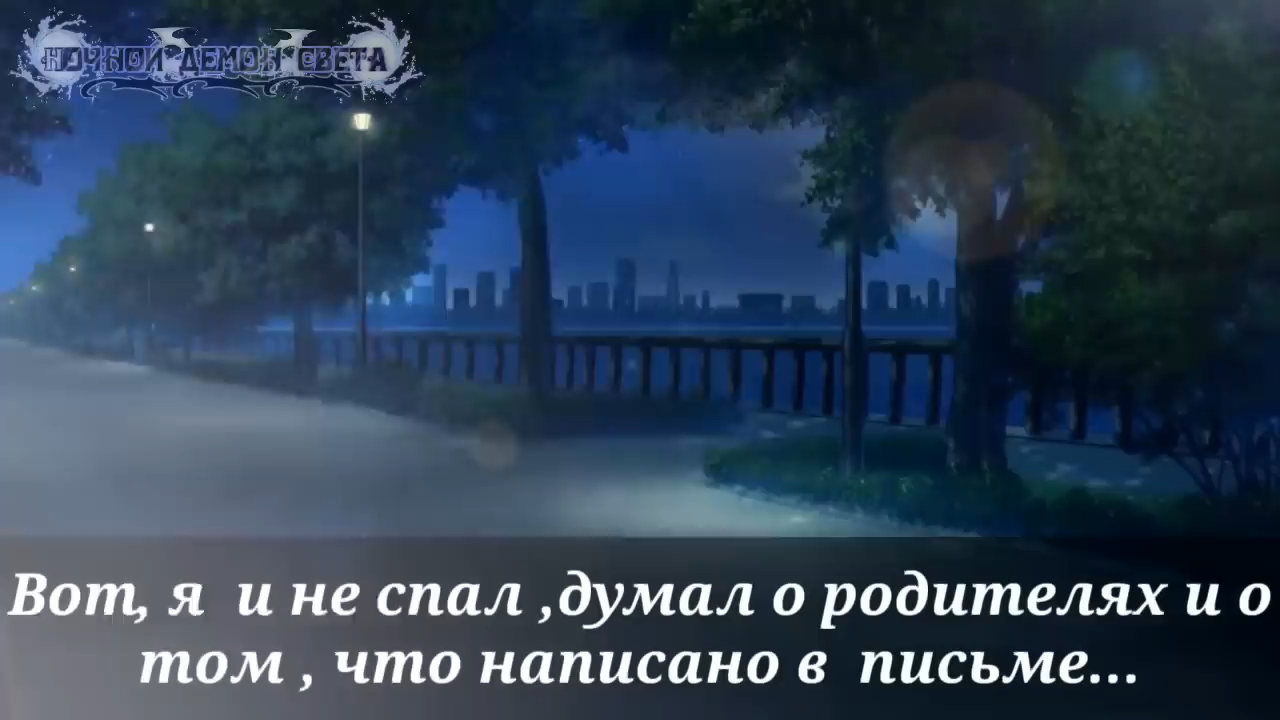 НОЧНОЙ ДЕМОН СВЕТА
Вот, я  и не спал ,думал о родителях и о
том , что написано в  письме...